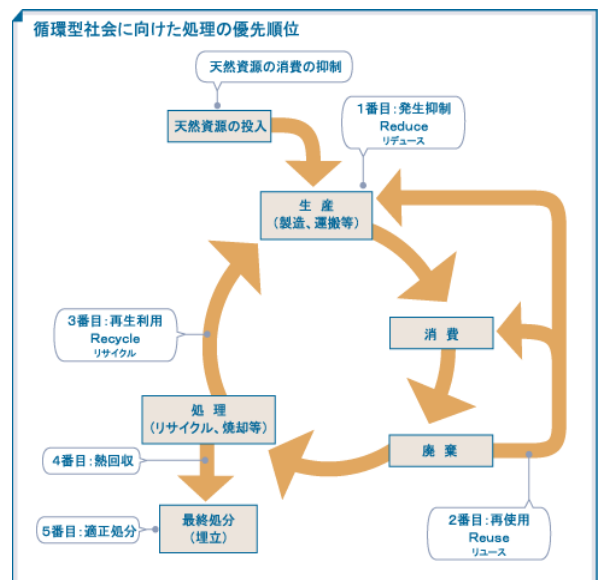 循環型社会に向けた処理の優先順位
天然資源の消費の抑制
天然資源の投入
1番目：発生抑制
Reduce
リデュース
生 産
（製造、運搬等）
3番目：再生利用
Recycle
リサイクル
消 費
処 理
（リサイクル、焼却等）
廃 棄
4番目：熱回収
5番目：適正処分
最終処分
（埋立）
2番目：再使用
Reuse
リユース